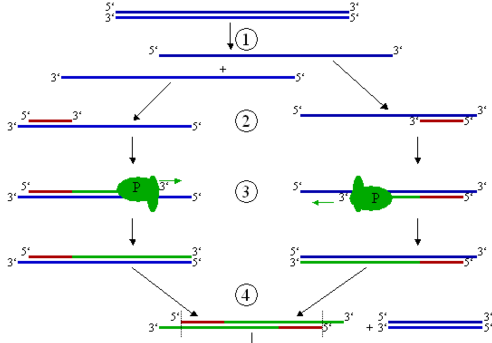 5‘ 3‘
3‘ 5‘
1
5‘ 3‘
+
3‘ 5‘
2
5‘ 3‘ 5‘ 3‘
3‘ 5‘ 3‘ 5‘
3
5‘ P 3‘ 5‘ 3‘
3‘ 5‘ 3‘ P 5‘
5‘ 3‘ 5‘ 3‘
3‘ 5‘ 3‘ 5‘
4
5‘ 3‘ 5‘ 3‘
3‘ 5‘ + 3‘ 5‘